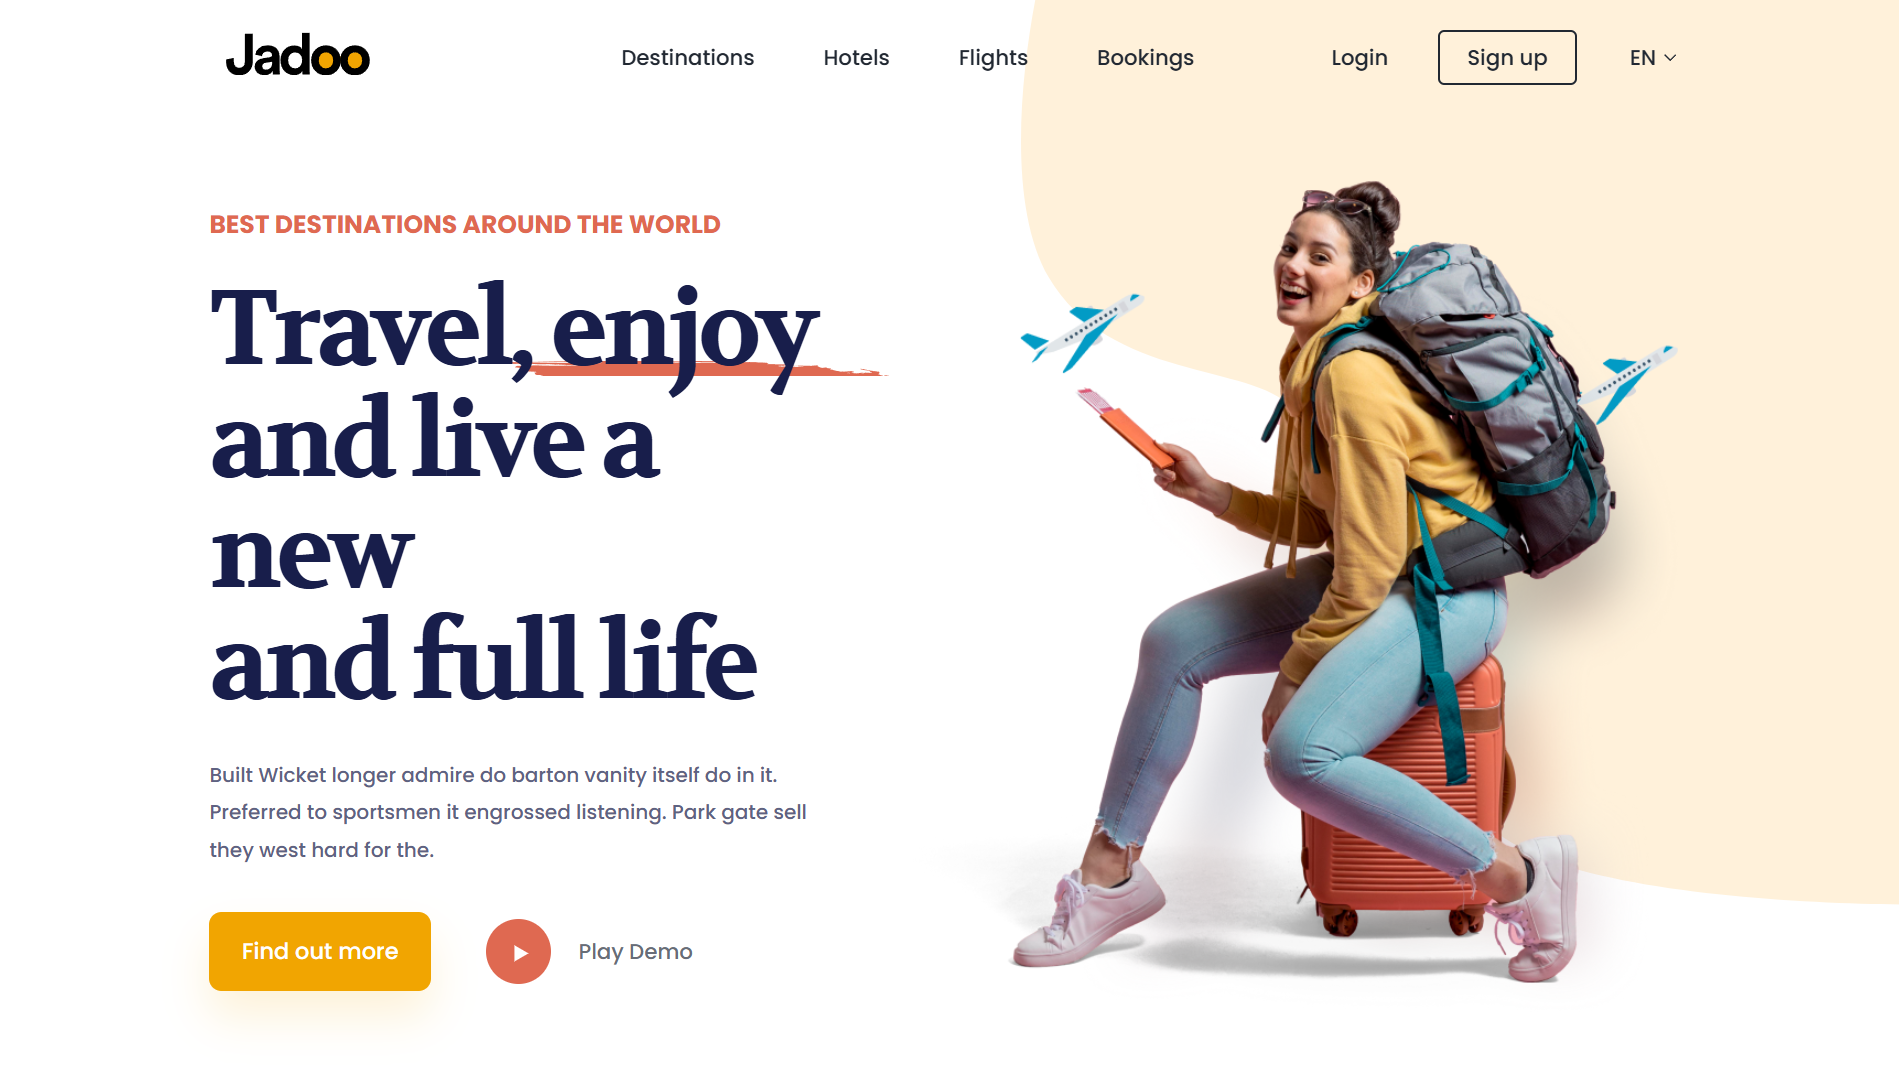 Jadoo
Destinations
Hotels
Flights
Bookings
Login
Sign up
EN
BEST DESTINATIONS AROUND THE WORLD
Travel, enjoy
and live a
new
and full life
Built Wicket longer admire do barton vanity itself do in it.
Preferred to sportsmen it engrossed listening. Park gate sell
they west hard for the.
Find out more
Play Demo